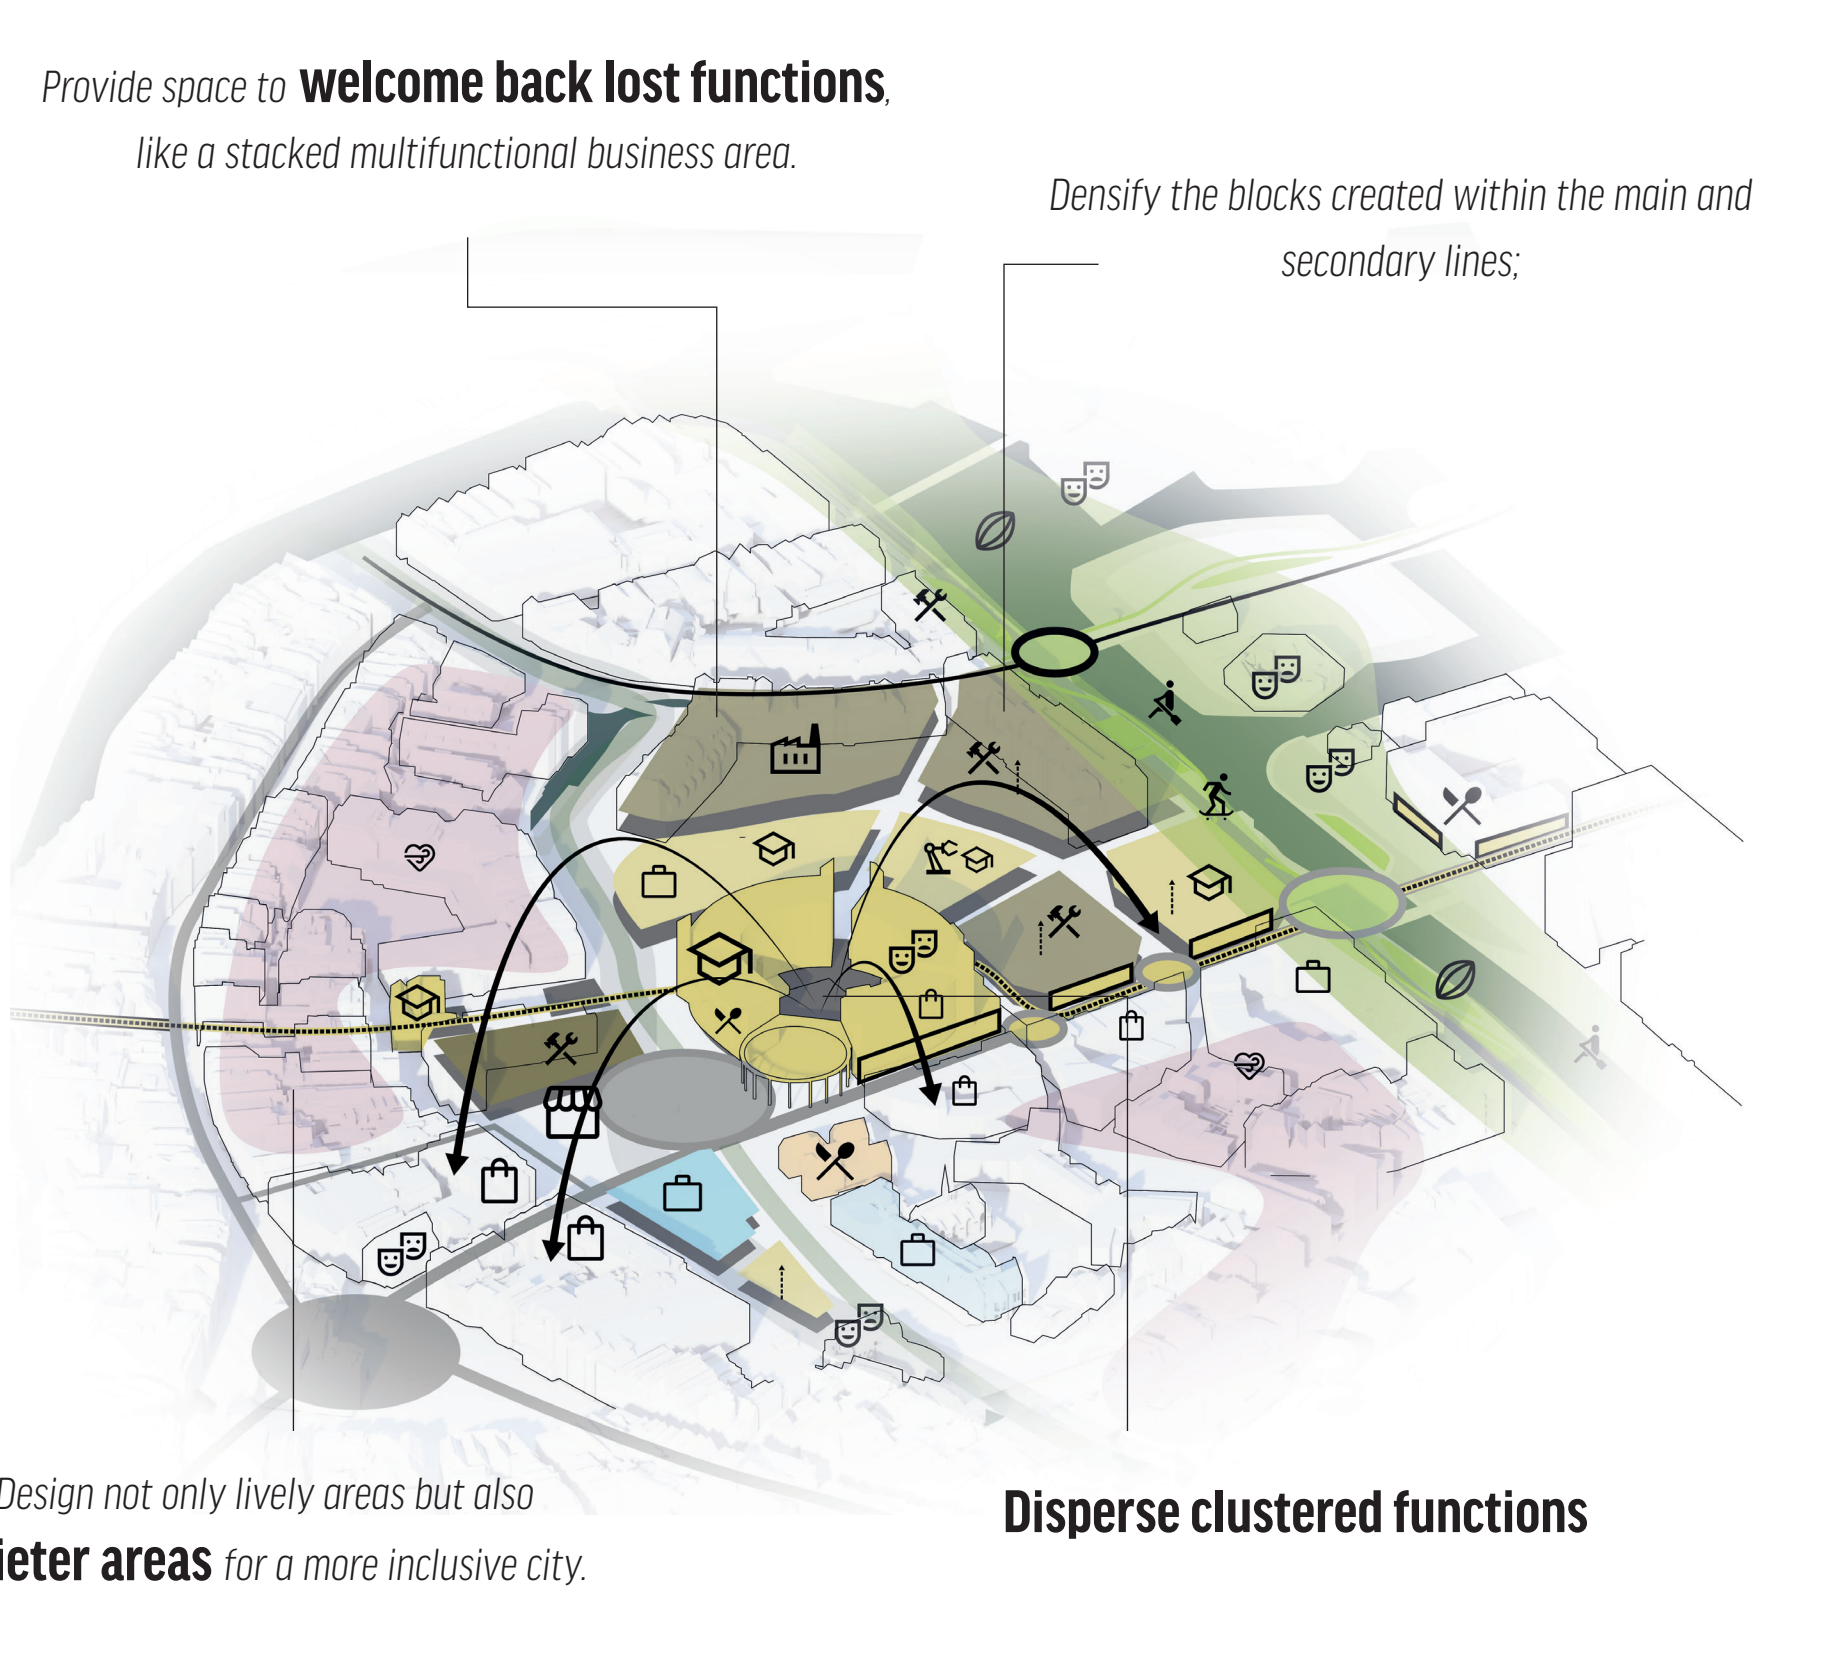 Provide space to welcome back lost functions,
like a stacked multifunctional business area.
Densify the blocks created within the main and
secondary lines;
Design not only lively areas but also
ieter areas for a more inclusive city.
Disperse clustered functions